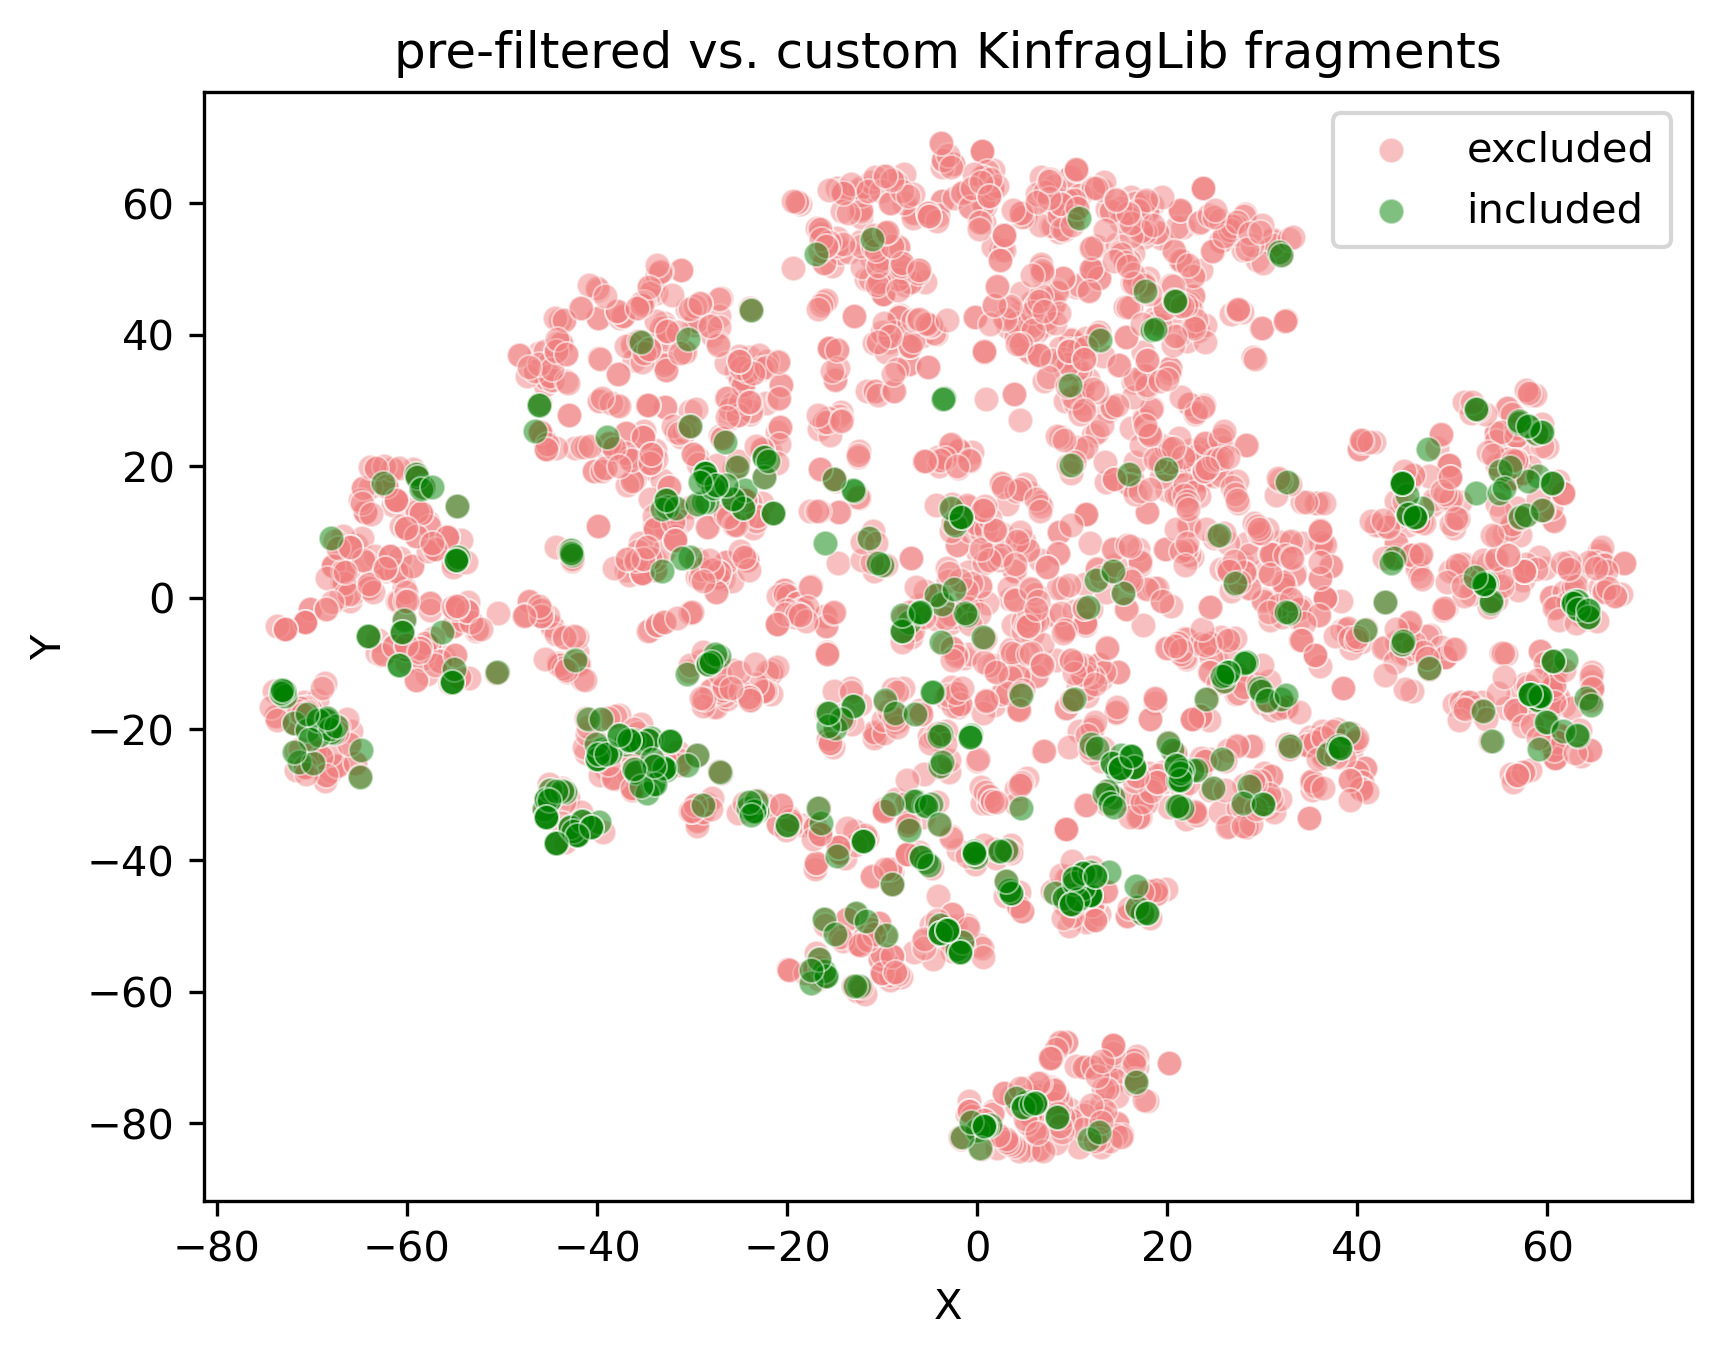 pre-filtered vs. custom KinfragLib fragments
excluded
included
60
40
20
0
−20
−40
−60
−80
Y
−80 −60 −40 −20 0 20 40 60
X